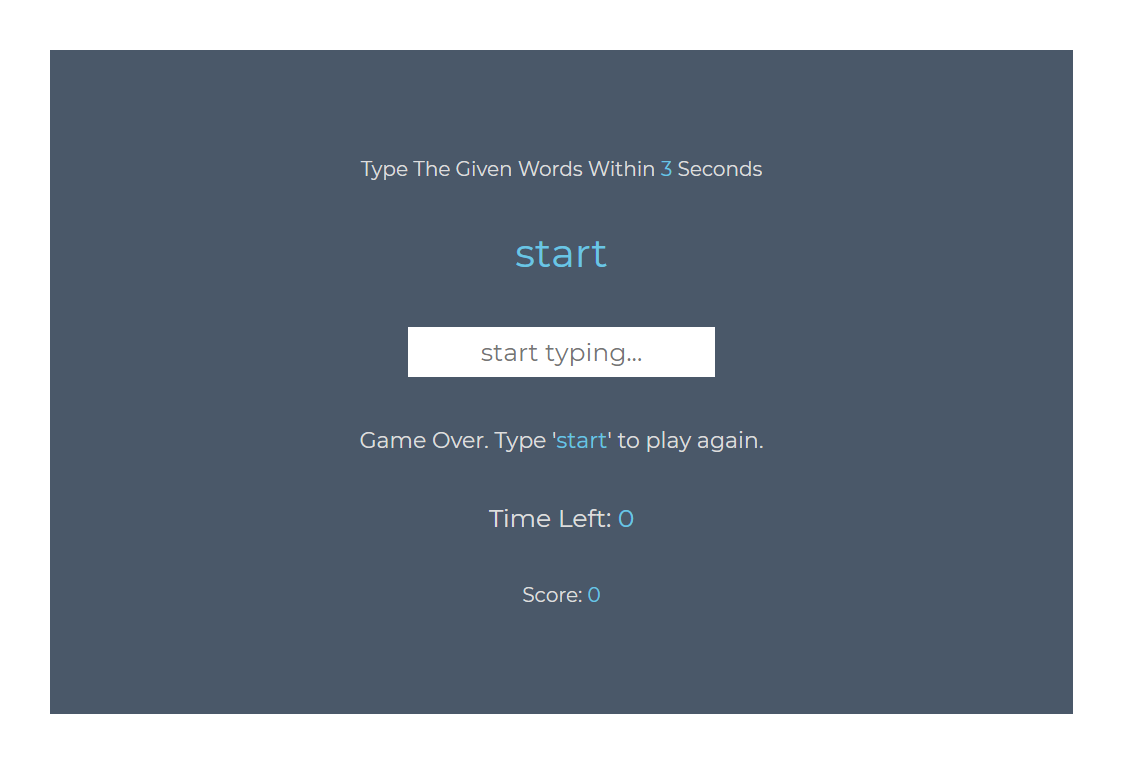 Type The Given Words Within 3 Seconds
start
start typing...
Game Over. Type 'start' to play again.
Time Left: 0
Score: 0